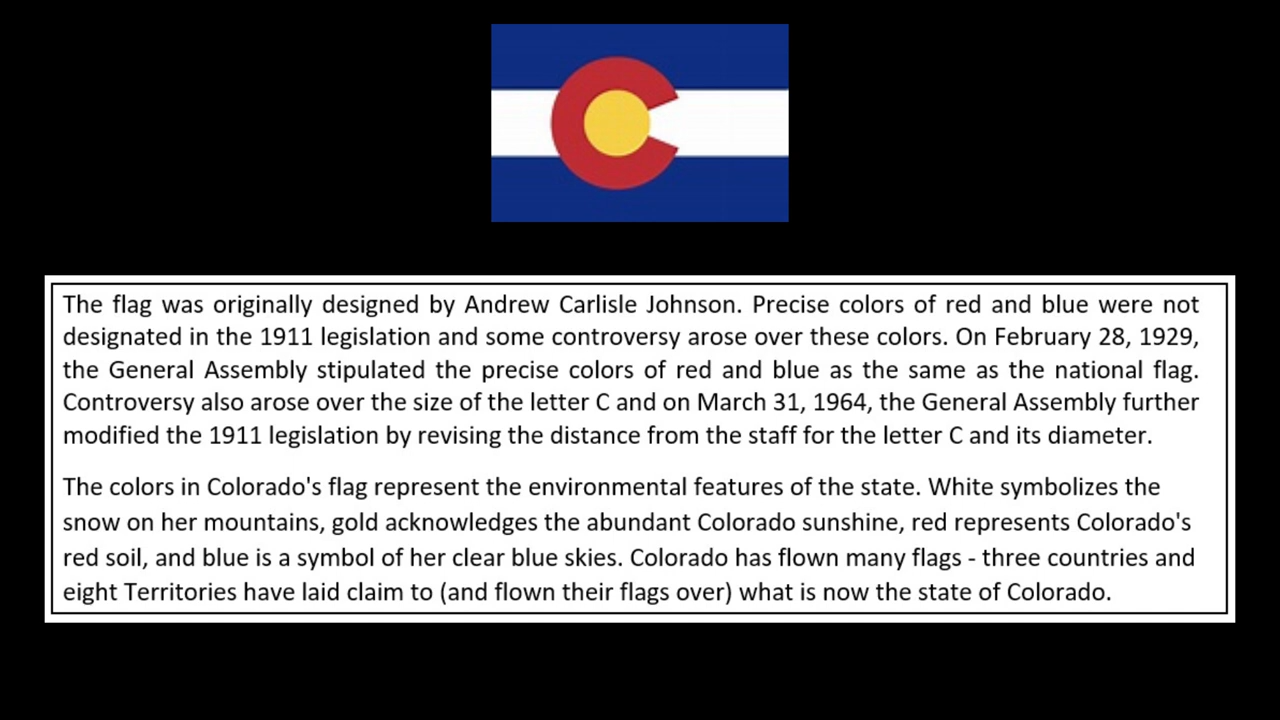 The flag was originally designed by Andrew Carlisle Johnson. Precise colors of red and blue were not
designated in the 1911 legislation and some controversy arose over these colors. On February 28, 1929,
the General Assembly stipulated the precise colors of red and blue as the same as the national flag.
Controversy also arose over the size of the letter C and on March 31, 1964, the General Assembly further
modified the 1911 legislation by revising the distance from the staff for the letter C and its diameter.
The colors in Colorado's flag represent the environmental features of the state. White symbolizes the
snow on her mountains, gold acknowledges the abundant Colorado sunshine, red represents Colorado's
red soil, and blue is a symbol of her clear blue skies. Colorado has flown many flags - three countries and
eight Territories have laid claim to (and flown their flags over) what is now the state of Colorado.